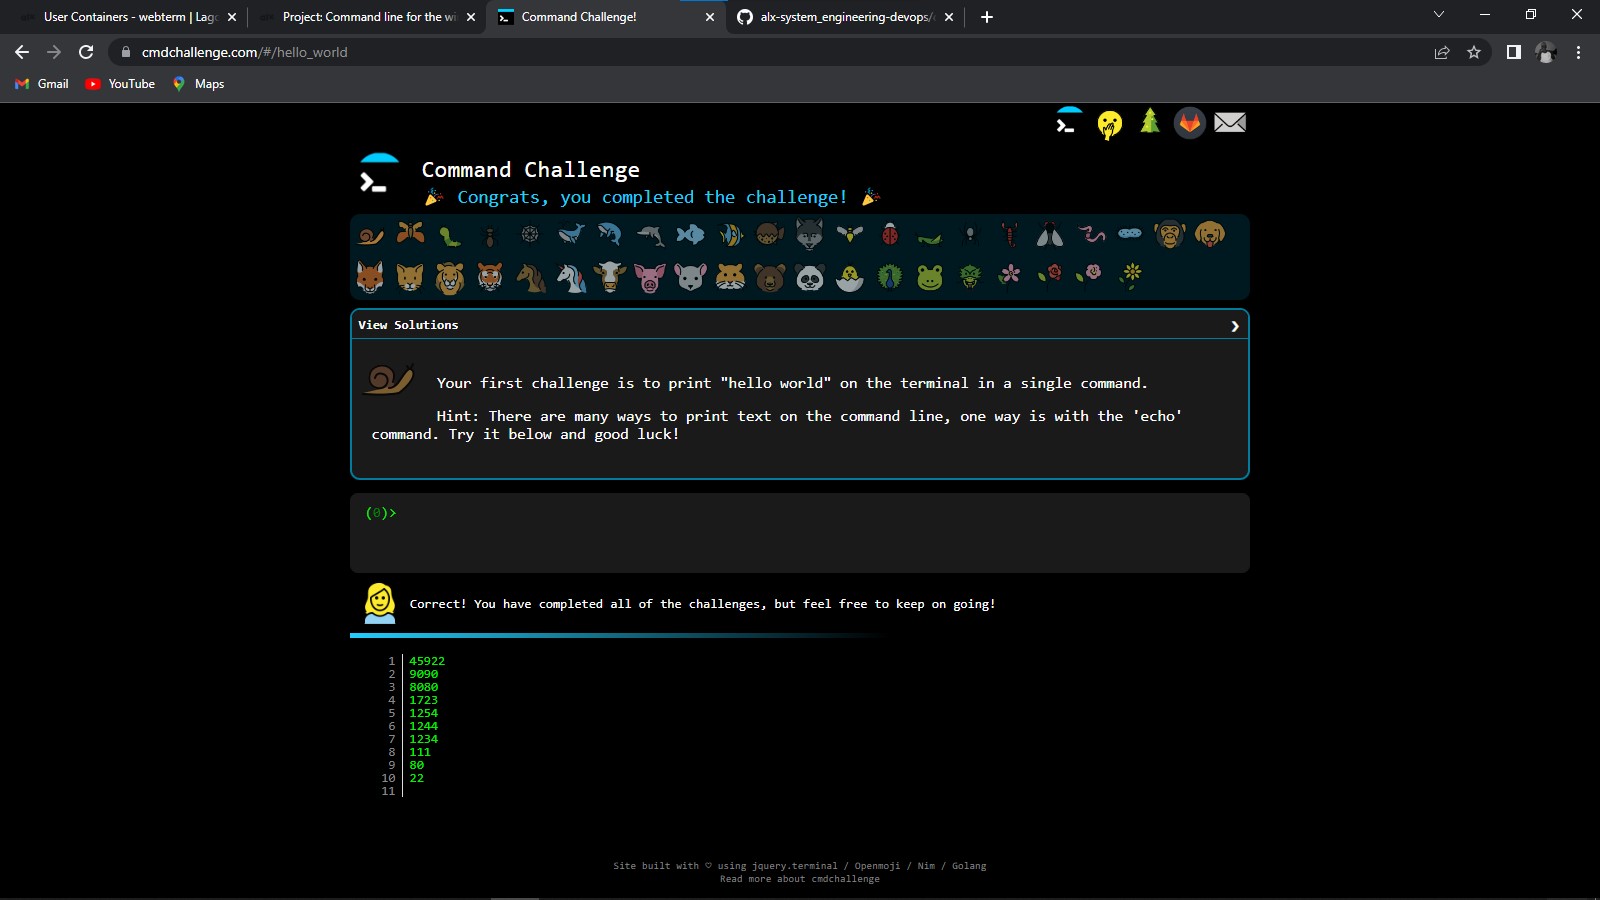 User Containers - webterm | Lag
Project: Command line for the wi
Command Challenge!
alx-system_engineering-devops/
cmdchallenge.com/#/hello_world
Gmail
YouTube
Maps
Command Challenge
Congrats, you completed the challenge!
View Solutions
Your first challenge is to print "hello world" on the terminal in a single command.
Hint: There are many ways to print text on the command line, one way is with the 'echo'
command. Try it below and good luck!
(0)>
Correct! You have completed all of the challenges, but feel free to keep on going!
1 45922
2 9090
3 8080
4 1723
5 1254
6 1244
7 1234
8 111
9 80
10 22
11
Site built with ♡ using jquery.terminal / Openmoji / Nim / Golang
Read more about cmdchallenge